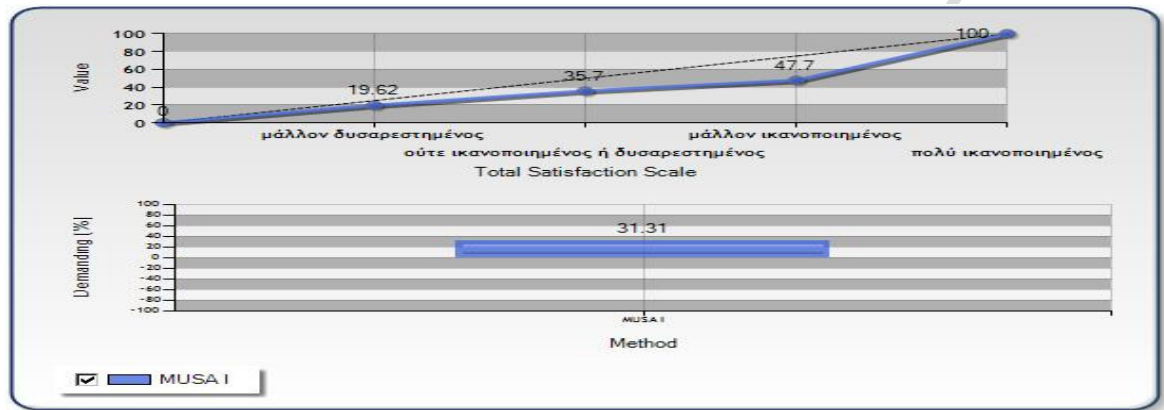 100
80
60
40
20
0
Value
0
19.62
35.7
47.7
100
μάλλον δυσαρεστημένος
μάλλον ικανοποιημένος
ούτε ικανοποιημένος ή δυσαρεστημένος
πολύ ικανοποιημένος
Total Satisfaction Scale
100
80
60
40
20
0
-20
-40
-60
-80
-100
Demanding [%]
31.31
MUSA I
Method
MUSA I